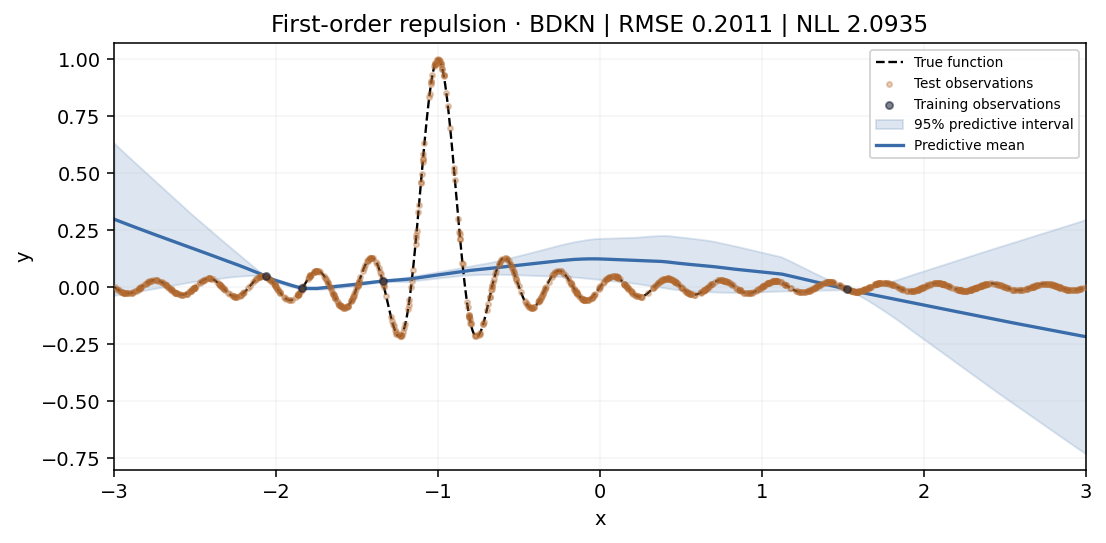 First-order repulsion · BDKN | RMSE 0.2011 | NLL 2.0935
True function
Test observations
Training observations
95% predictive interval
Predictive mean
y
1.00
0.75
0.50
0.25
0.00
−0.25
−0.50
−0.75
−3
−2
−1
0
1
2
3
x